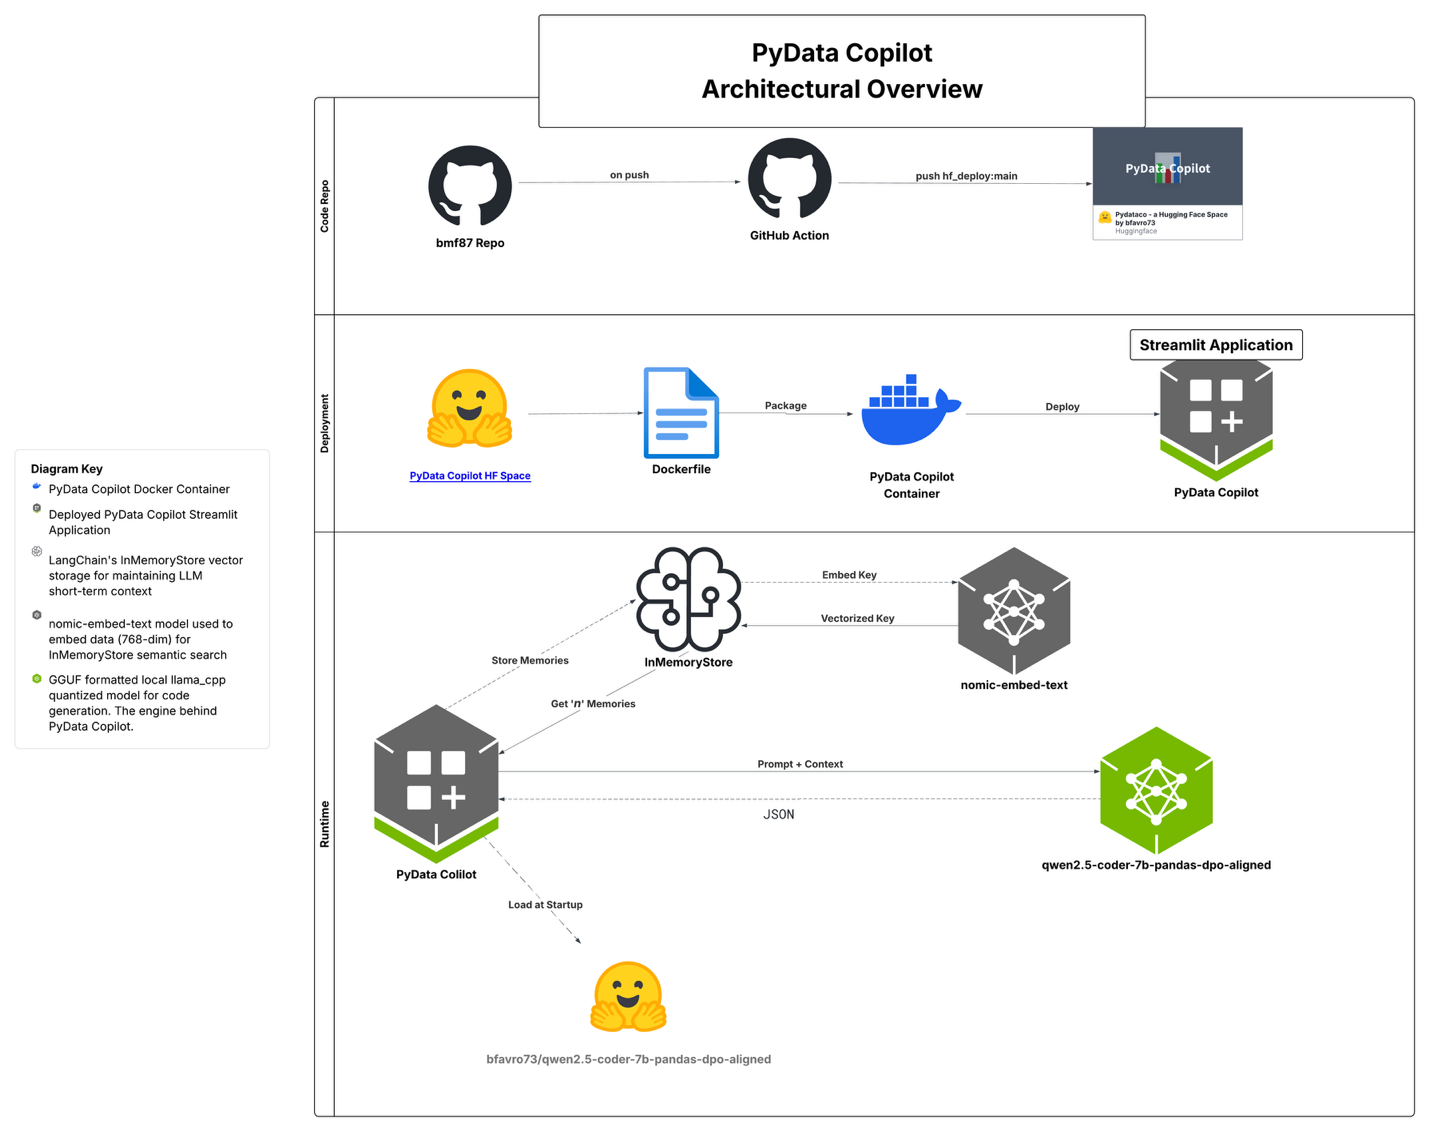 PyData Copilot
Architectural Overview
Code Repo
bmf87 Repo
on push
GitHub Action
push hf_deploy:main
PyData Copilot
Pydataco - a Hugging Face Space
by bfavro73
Huggingface
Deployment
PyData Copilot HF Space
Dockerfile
Package
PyData Copilot
Container
Deploy
Streamlit Application
PyData Copilot
Diagram Key
PyData Copilot Docker Container
Deployed PyData Copilot Streamlit
Application
LangChain's InMemoryStore vector
storage for maintaining LLM
short-term context
nomic-embed-text model used to
embed data (768-dim) for
InMemoryStore semantic search
GGUF formatted local llama_cpp
quantized model for code
generation. The engine behind
PyData Copilot.
Runtime
Embed Key
Vectorized Key
InMemoryStore
nomic-embed-text
Store Memories
Get 'n' Memories
Prompt + Context
JSON
PyData Colilot
qwen2.5-coder-7b-pandas-dpo-aligned
Load at Startup
bfavro73/qwen2.5-coder-7b-pandas-dpo-aligned